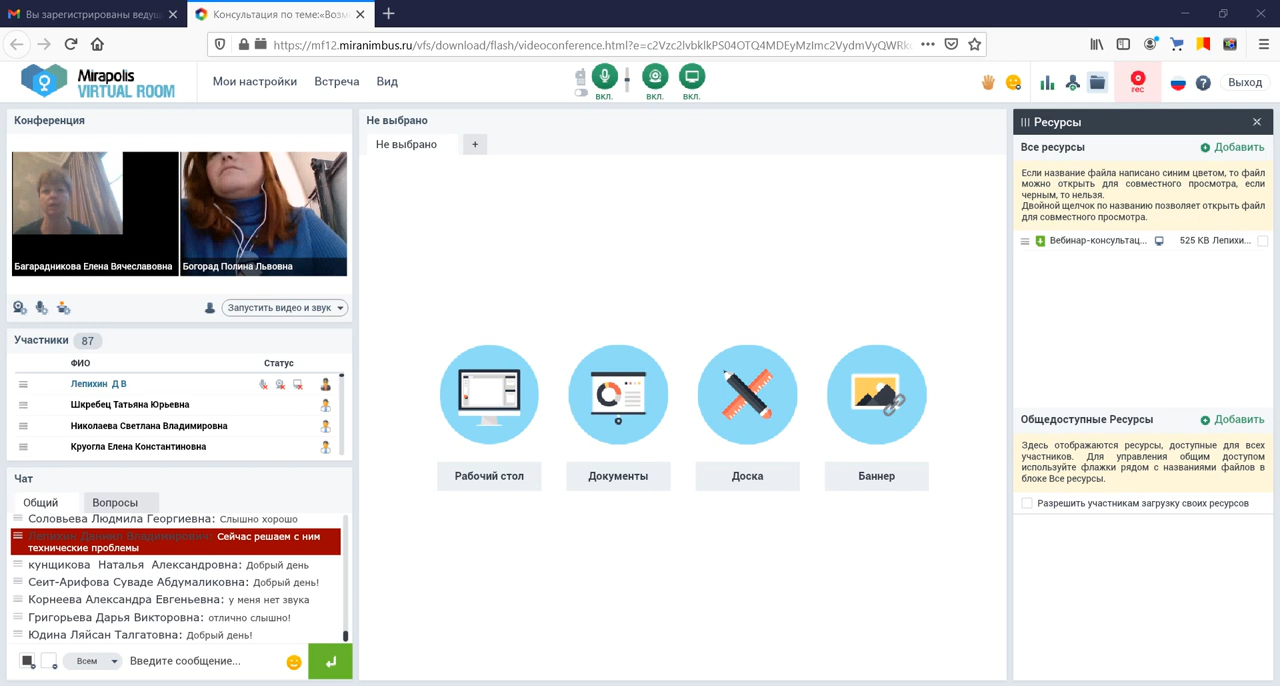 Вы зарегистрированы ведущ
Консультация по теме:«Возм
https://mf12.miranimbus.ru/vfs/download/flash/videoconference.html?e=
Mirapolis
VIRTUAL ROOM
Мои настройки
Встреча
Вид
вкл.
вкл.
вкл.
rec
Выход
Конференция
Багарадникова Елена Вячеславовна
Богорад Полина Львовна
Запустить видео и звук
Участники 87
ФИО Статус
Лепихин Д В
Шкребец Татьяна Юрьевна
Николаева Светлана Владимировна
Круогла Елена Константиновна
Чат
Общий
Вопросы
Соловьева Людмила Георгиевна: Слышно хорошо
Лепихин Даниил Владимирович: Сейчас решаем с ним
технические проблемы
кунщикова Наталья Александровна: Добрый день
Сеит-Арифова Суваде Абдумаликовна: Добрый день!
Корнеева Александра Евгеньевна: у меня нет звука
Григорьева Дарья Викторовна: отлично слышно!
Юдина Ляйсан Талгатовна: Добрый день!
Всем
Введите сообщение...
Не выбрано
Не выбрано
+
Рабочий стол
Документы
Доска
Баннер
Ресурсы
Все ресурсы
Добавить
Если название файла написано синим цветом, то файл
можно открыть для совместного просмотра, если
черным, то нельзя.
Двойной щелчок по названию позволяет открыть файл
для совместного просмотра.
Вебинар-консультац... 525 KB Лепихи...
Общедоступные Ресурсы
Добавить
Здесь отображаются ресурсы, доступные для всех
участников. Для управления общим доступом
используйте флажки рядом с названиями файлов в
блоке Все ресурсы.
Разрешить участникам загрузку своих ресурсов